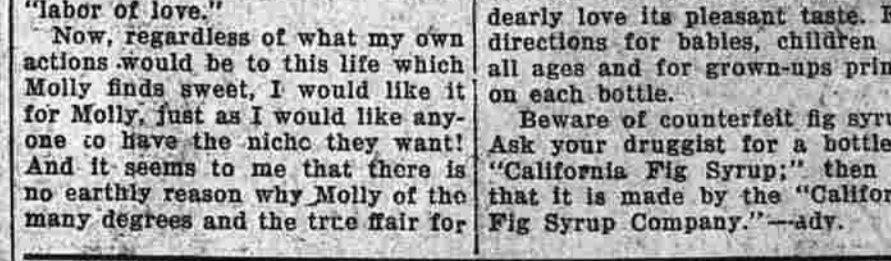 "labor of love."
Now, regardless of what my own
actions would be to this life which
Molly finds sweet, I would like it
for Molly, just as I would like any-
one to have the niche they want!
And it seems to me that there is
no earthly reason why Molly of the
many degrees and the trte ffair for
dearly love its pleasant taste.
directions for babies, children
all ages and for grown-ups prin
on each bottle.
Beware of counterfeit fig syru
Ask your druggist for a bottle
"California Fig Syrup;" then
that it is made by the "Califor
Fig Syrup Company."—adv.